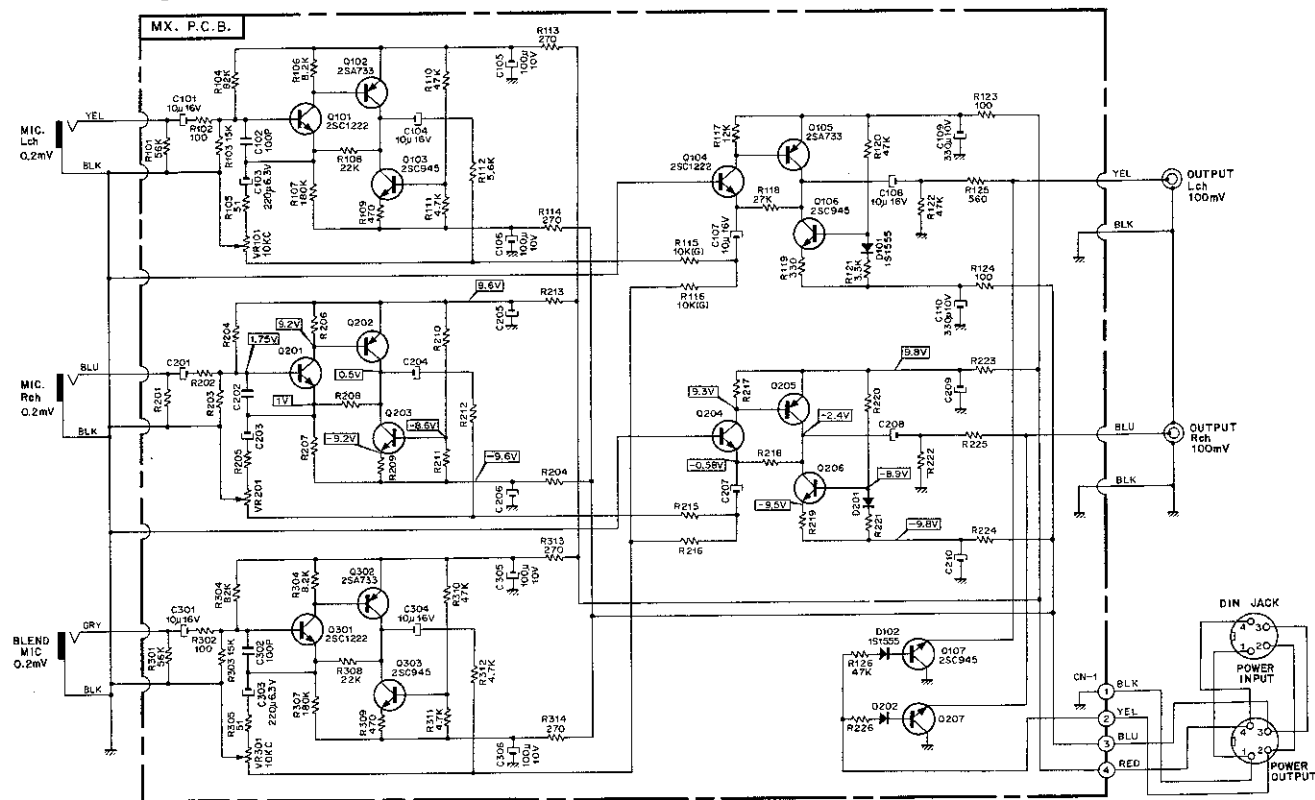 MX. P.C.B.
MIC.
Lch
0.2mV
YEL
BLK
R101
56K
C101
10μ16V
R102
100
R103 15K
R104
82K
C102
100P
C103
220μ6.3V
R105
51
VR101
10KC
R106
8.2K
Q101
2SC1222
Q102
2SA733
R107
180K
R108
22K
Q103
2SC945
R109
470
C104
10μ16V
R110
47K
R111
4.7K
R112
5.6K
R113
270
C105
100μ
10V
R114
270
C106
100μ
10V
R115
10K(G)
R116
10K(G)
Q104
2SC1222
R117
12K
Q105
2SA733
R118
27K
C107
10μ16V
Q106
2SC945
R119
330
R120
47K
D101
1S1555
R121
3.3K
C108
10μ16V
R122
47K
R123
100
C109
330μ10V
R124
100
C110
330μ10V
R125
560
YEL
BLK
OUTPUT
Lch
100mV
MIC.
Rch
0.2mV
BLU
BLK
R201
C201
R202
R203
R204
1.75V
C202
C203
R205
VR201
9.2V
R206
Q201
Q202
1V
0.5V
R207
R208
Q203
-9.2V
R209
C204
9.6V
R210
-8.6V
R211
R212
-9.6V
R213
C205
R204
C206
R215
R216
Q204
9.3V
R217
Q205
-0.58V
R218
C207
-2.4V
Q206
-9.5V
R219
9.8V
R220
-8.9V
D201
R221
C208
R222
-9.8V
R223
C209
R224
C210
R225
BLU
BLK
OUTPUT
Rch
100mV
BLEND
MIC
0.2mV
GRY
BLK
R301
56K
C301
10μ16V
R302
100
R303 15K
R304
82K
C302
100P
C303
220μ6.3V
R305
51
VR301
10KC
R304
8.2K
Q301
2SC1222
Q302
2SA733
R307
180K
R308
22K
Q303
2SC945
R309
470
C304
10μ16V
R310
47K
R311
4.7K
R312
4.7K
R313
270
C305
100μ
10V
R314
270
C306
100μ
10V
D102
1S1555
R126
47K
Q107
2SC945
D202
R226
Q207
CN-1
1
BLK
2
YEL
3
BLU
4
RED
DIN JACK
4
3
1
2
POWER
INPUT
4
3
1
2
POWER
OUTPUT